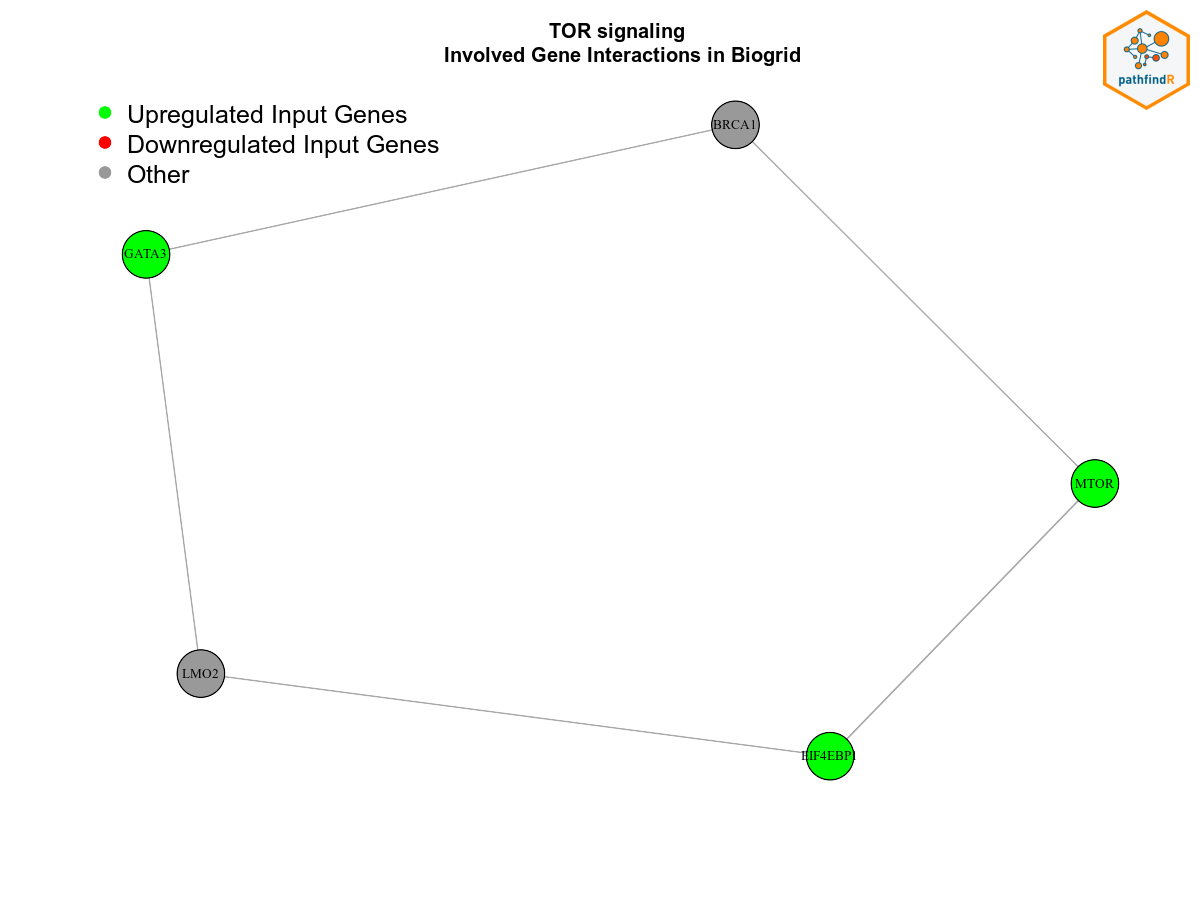 TOR signaling
Involved Gene Interactions in Biogrid
pathfindR
Upregulated Input Genes
Downregulated Input Genes
Other
BRCA1
GATA3
MTOR
LMO2
EIF4EBP1